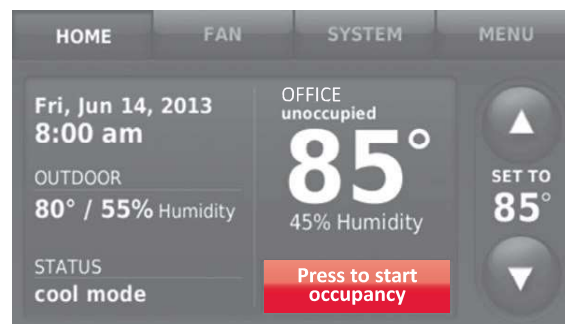 HOME FAN SYSTEM MENU
Fri, Jun 14, 2013
8:00 am
OUTDOOR
80° / 55% Humidity
STATUS
cool mode
OFFICE
unoccupied
85°
45% Humidity
Press to start
occupancy
SET TO
85°